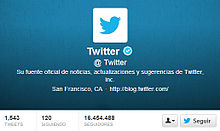 Twitter
@ Twitter
Su fuente oficial de noticias, actualizaciones y sugerencias de Twitter,
Inc.
San Francisco, CA · http://blog.twitter.com/
1,543 120 16.454.488
TWEETS SIGUIENDO SEGUIDORES
Seguir